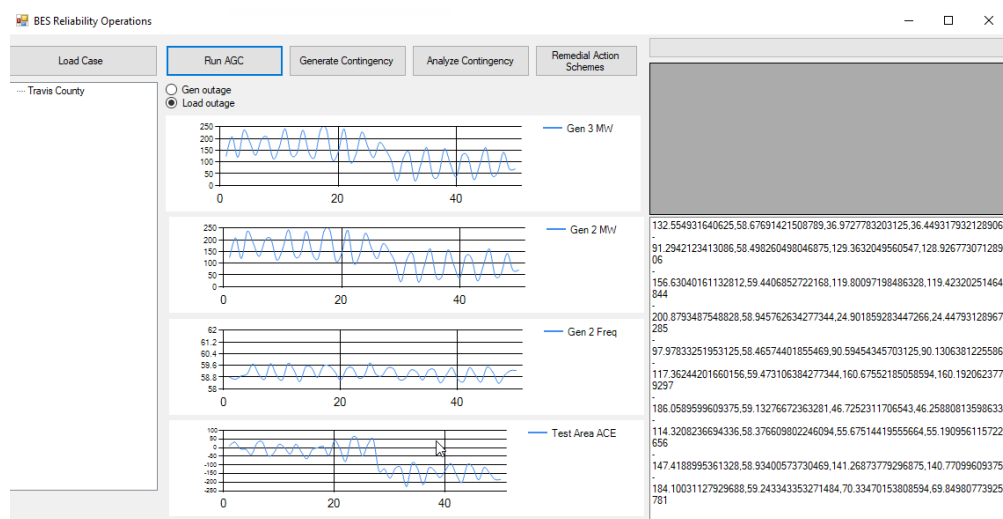 BES Reliability Operations
Load Case
Run AGC
Generate Contingency
Analyze Contingency
Remedial Action
Schemes
Travis County
Gen outage
Load outage
250
200
150
100
50
0
0 20 40
Gen 3 MW
250
200
150
100
50
0
0 20 40
Gen 2 MW
62
61.2
60.4
59.6
58.8
58
0 20 40
Gen 2 Freq
100
50
0
-50
-100
-150
-200
-250
0 20 40
Test Area ACE
132.554931640625,58.67691421508789,36.9727783203125,36.449317932128906
-
91.2942123413086,58.498260498046875,129.3632049560547,128.926773071289
06
-
156.63040161132812,59.4406852722168,119.80097198486328,119.42320251464
844
-
200.8793487548828,58.945762634277344,24.901859283447266,24.44793128967
285
-
97.97833251953125,58.46574401855469,90.59454345703125,90.1306381225586
-
117.36244201660156,59.473106384277344,160.67552185058594,160.192062377
9297
-
186.0589599609375,59.13276672363281,46.7252311706543,46.25880813598633
-
114.3208236694336,58.376609802246094,55.67514419555664,55.190956115722
656
-
147.4188995361328,58.93400573730469,141.26873779296875,140.77099609375
-
184.10031127929688,59.243343353271484,70.33470153808594,69.84980773925
781